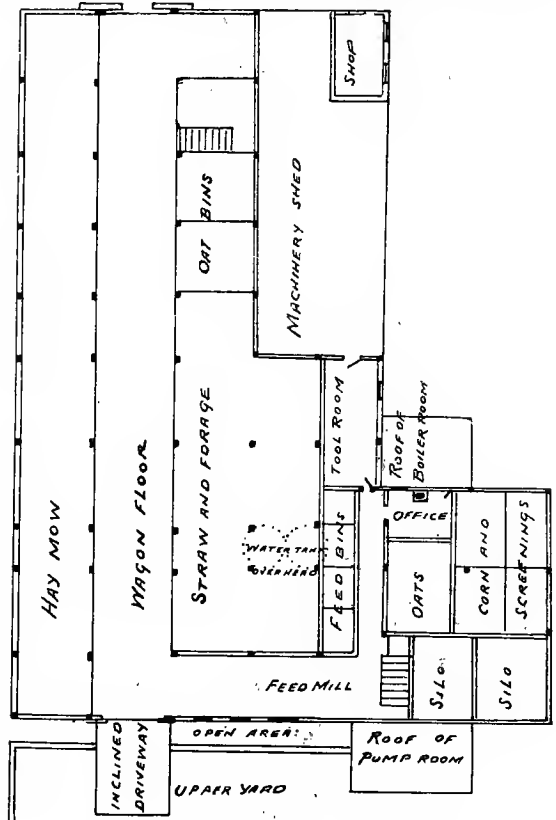 SHOP
MACHINERY SHED
OAT BINS
HAY MOW
WAGON FLOOR
STRAW AND FORAGE
WATER TANK
OVERHEAD
TOOL ROOM
ROOF OF
BOILER ROOM
FEED BINS
OFFICE
OATS
CORN AND
SCREENINGS
FEED MILL
SILO
SILO
INCLINED
DRIVEWAY
OPEN AREA
UPPER YARD
ROOF OF
PUMP ROOM